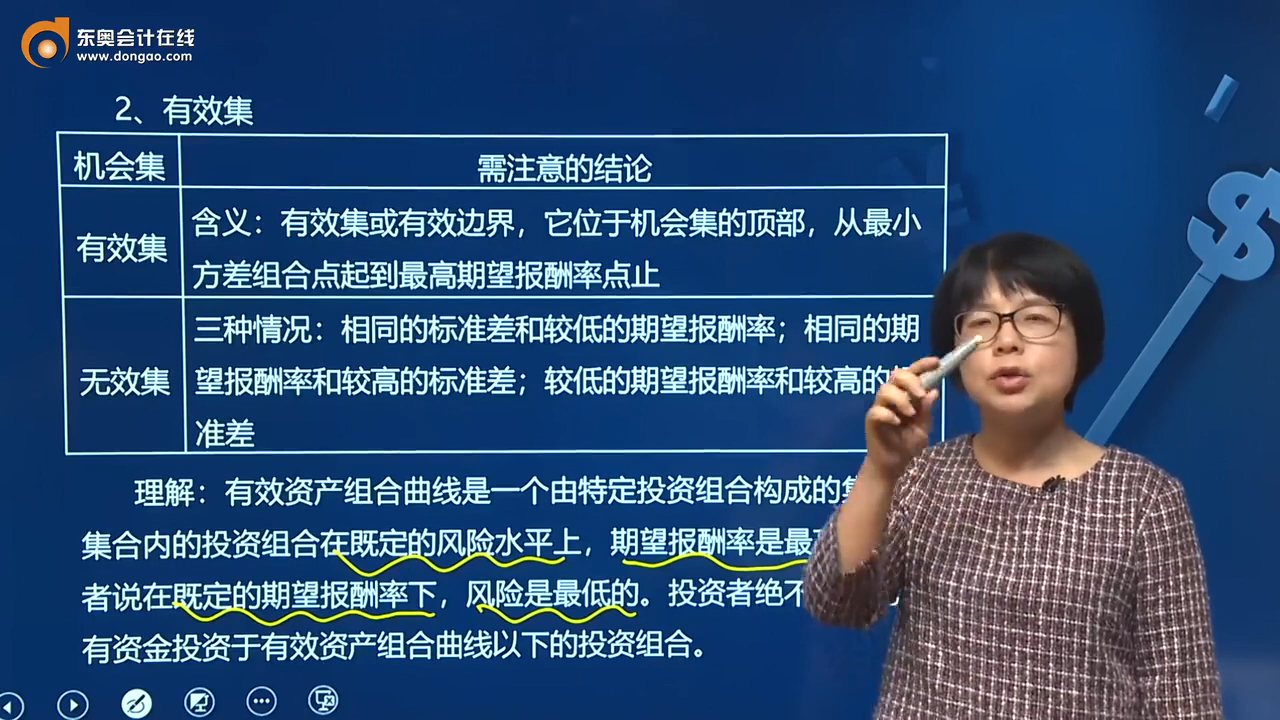 东奥会计在线
www.dongao.com
2、有效集
机会集
需注意的结论
有效集
含义：有效集或有效边界，它位于机会集的顶部，从最小
方差组合点起到最高期望报酬率点止
无效集
三种情况：相同的标准差和较低的期望报酬率；相同的期
望报酬率和较高的标准差；较低的期望报酬率和较高的
准差
理解：有效资产组合曲线是一个由特定投资组合构成的
集合内的投资组合在既定的风险水平上，期望报酬率是最
者说在既定的期望报酬率下，风险是最低的。投资者绝不
有资金投资于有效资产组合曲线以下的投资组合。